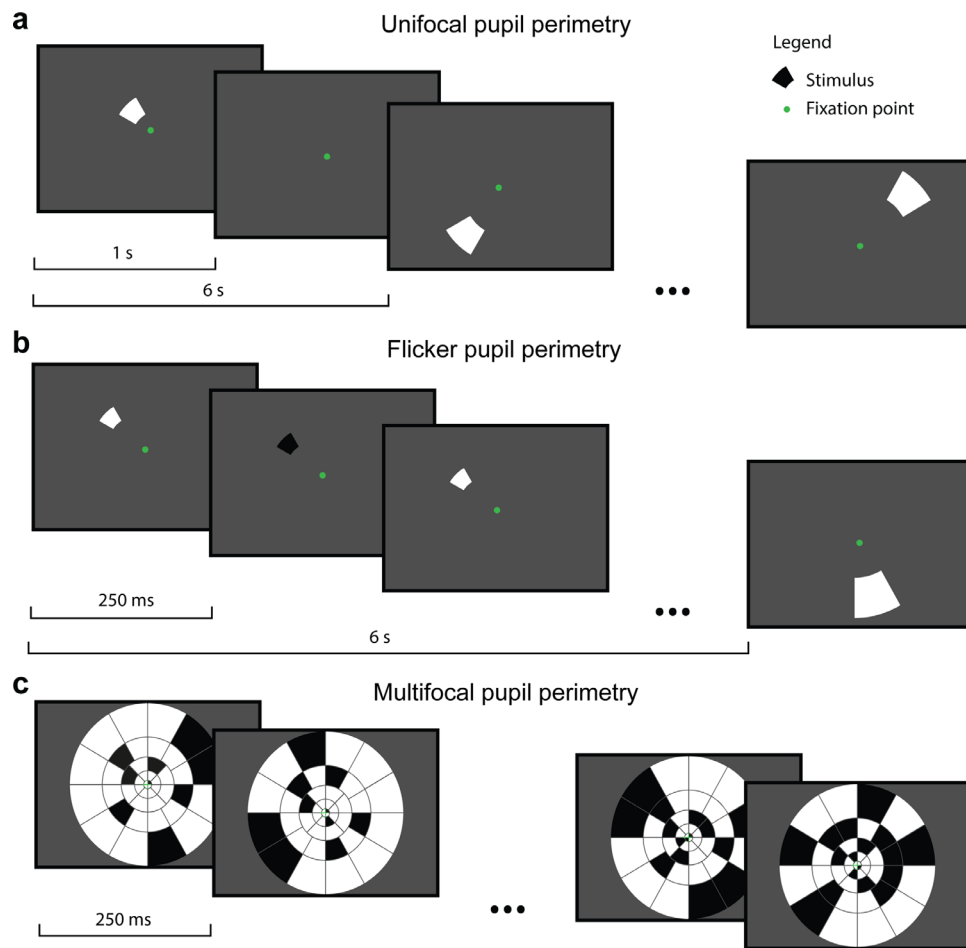 a
Unifocal pupil perimetry
Legend
Stimulus
Fixation point
1 s
6 s
•••
b
Flicker pupil perimetry
250 ms
•••
6 s
c
Multifocal pupil perimetry
250 ms
•••